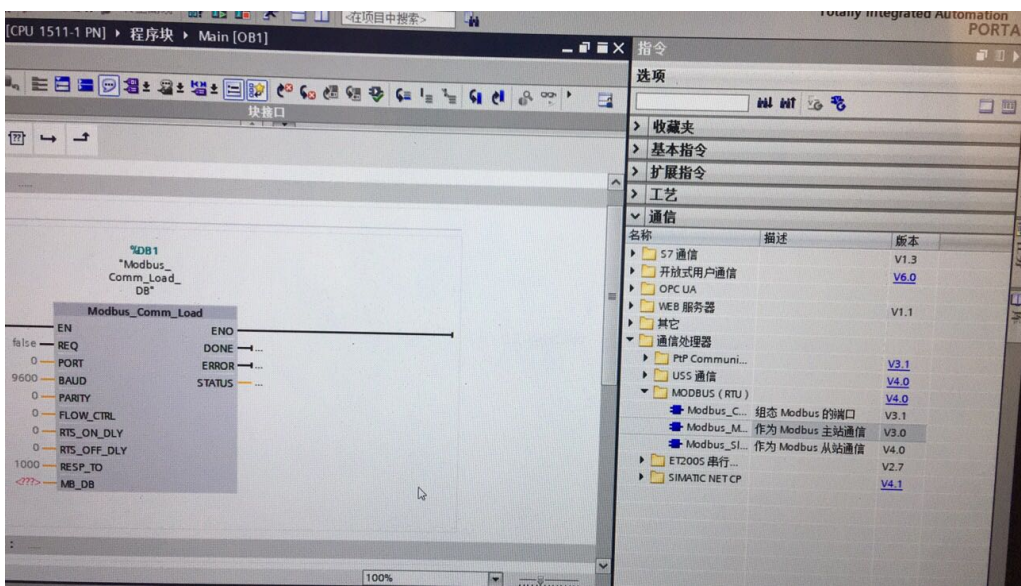 <在项目中搜索>
Totally Integrated Automation
PORTA
[CPU 1511-1 PN] ▸ 程序块 ▸ Main [OB1]
指令
选项
块接口
收藏夹
基本指令
扩展指令
工艺
通信
名称 描述 版本
S7 通信 V1.3
开放式用户通信 V6.0
OPC UA
WEB 服务器 V1.1
其它
通信处理器
PtP Communi... V3.1
USS 通信 V4.0
MODBUS (RTU) V4.0
Modbus_C... 组态 Modbus 的端口 V3.1
Modbus_M... 作为 Modbus 主站通信 V3.0
Modbus_Sl... 作为 Modbus 从站通信 V4.0
ET200S 串行... V2.7
SIMATIC NET CP V4.1
%DB1
"Modbus_
Comm_Load_
DB"
Modbus_Comm_Load
EN ENO
false REQ DONE ...
0 PORT ERROR ...
9600 BAUD STATUS ...
0 PARITY
0 FLOW_CTRL
0 RTS_ON_DLY
0 RTS_OFF_DLY
1000 RESP_TO
<???> MB_DB
100%